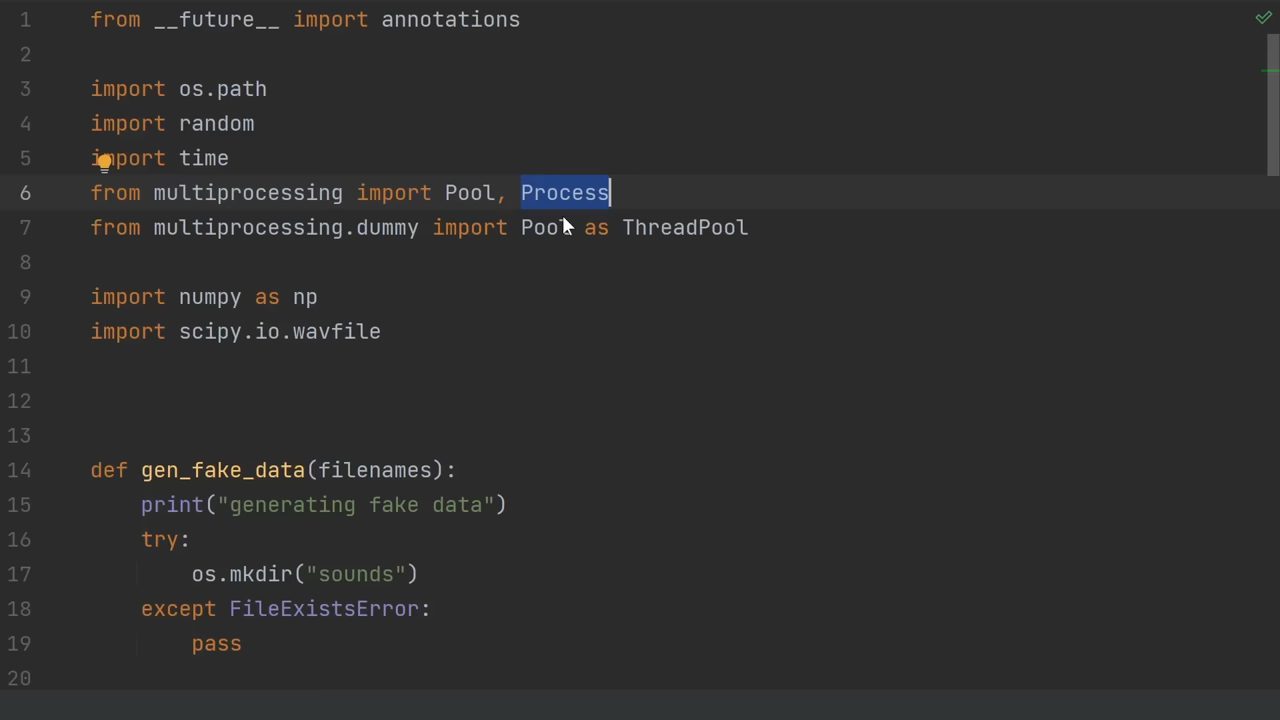 1 from __future__ import annotations
2
3 import os.path
4 import random
5 import time
6 from multiprocessing import Pool, Process
7 from multiprocessing.dummy import Pool as ThreadPool
8
9 import numpy as np
10 import scipy.io.wavfile
11
12
13
14 def gen_fake_data(filenames):
15 print("generating fake data")
16 try:
17 os.mkdir("sounds")
18 except FileExistsError:
19 pass
20